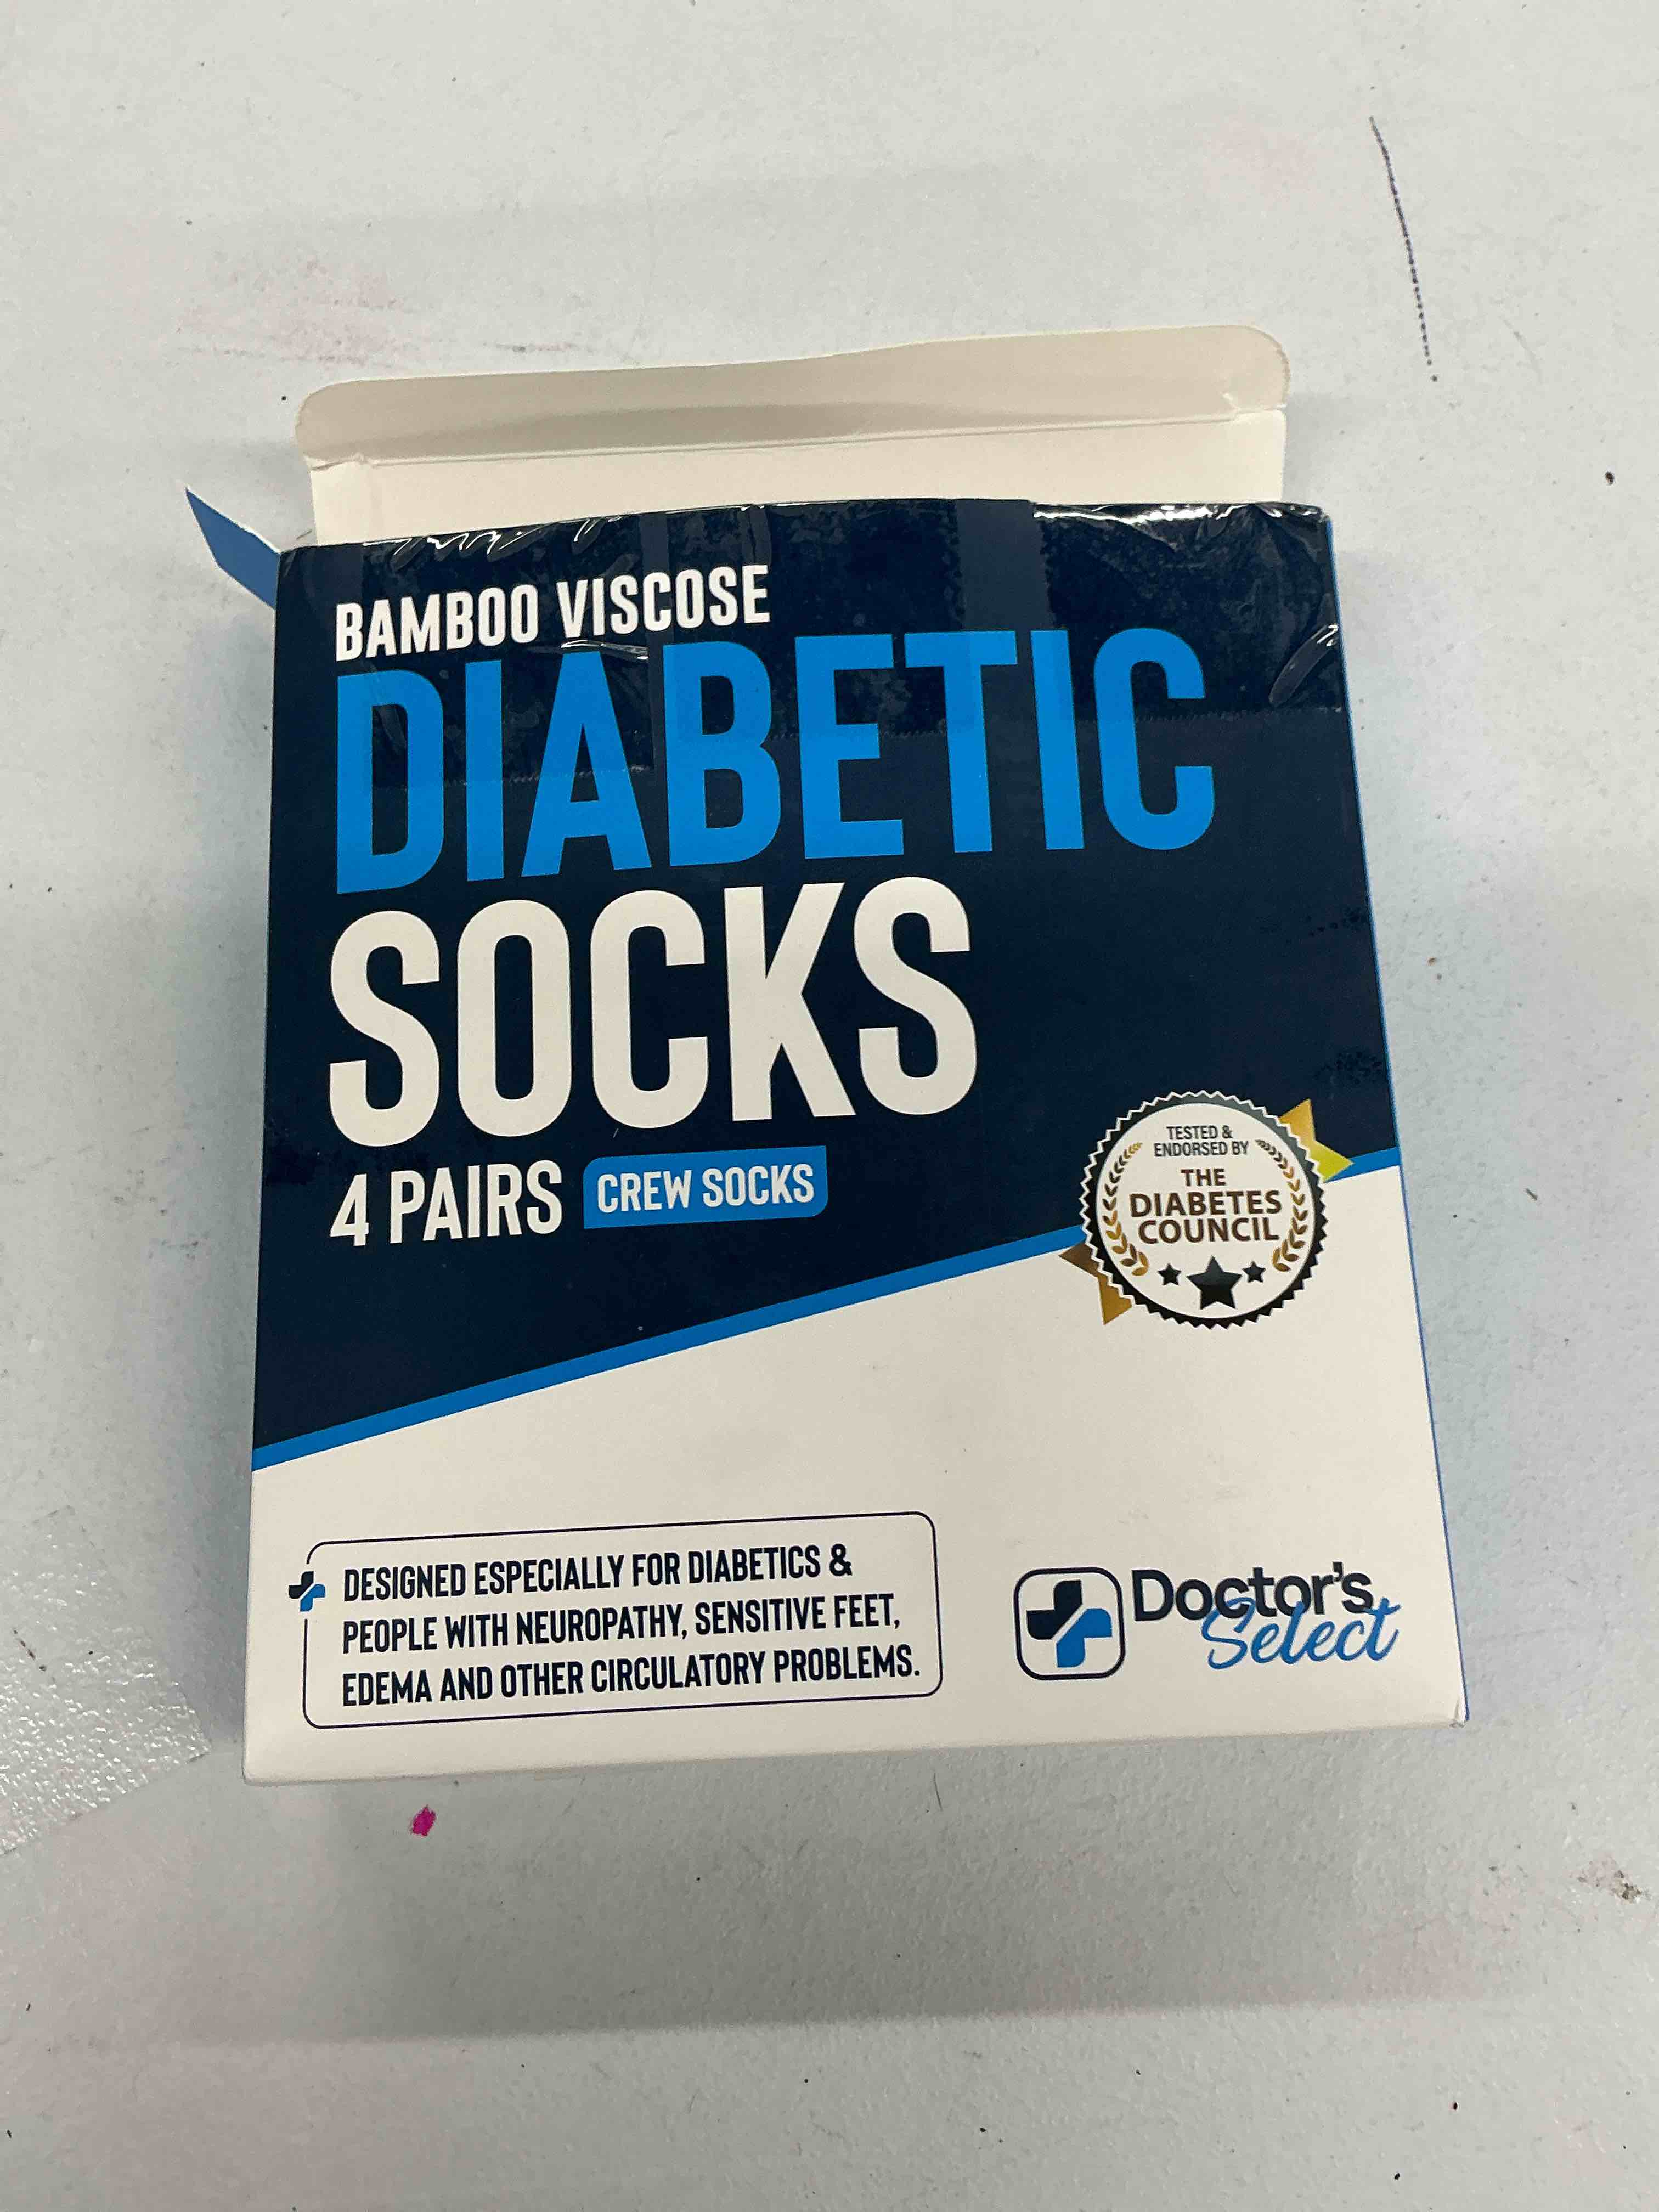 BAMBOO VISCOSE
DIABETIC
SOCKS
4 PAIRS CREW SOCKS
TESTED &
ENDORSED BY
THE
DIABETES
COUNCIL
DESIGNED ESPECIALLY FOR DIABETICS &
PEOPLE WITH NEUROPATHY, SENSITIVE FEET,
EDEMA AND OTHER CIRCULATORY PROBLEMS.
Doctor's
Select